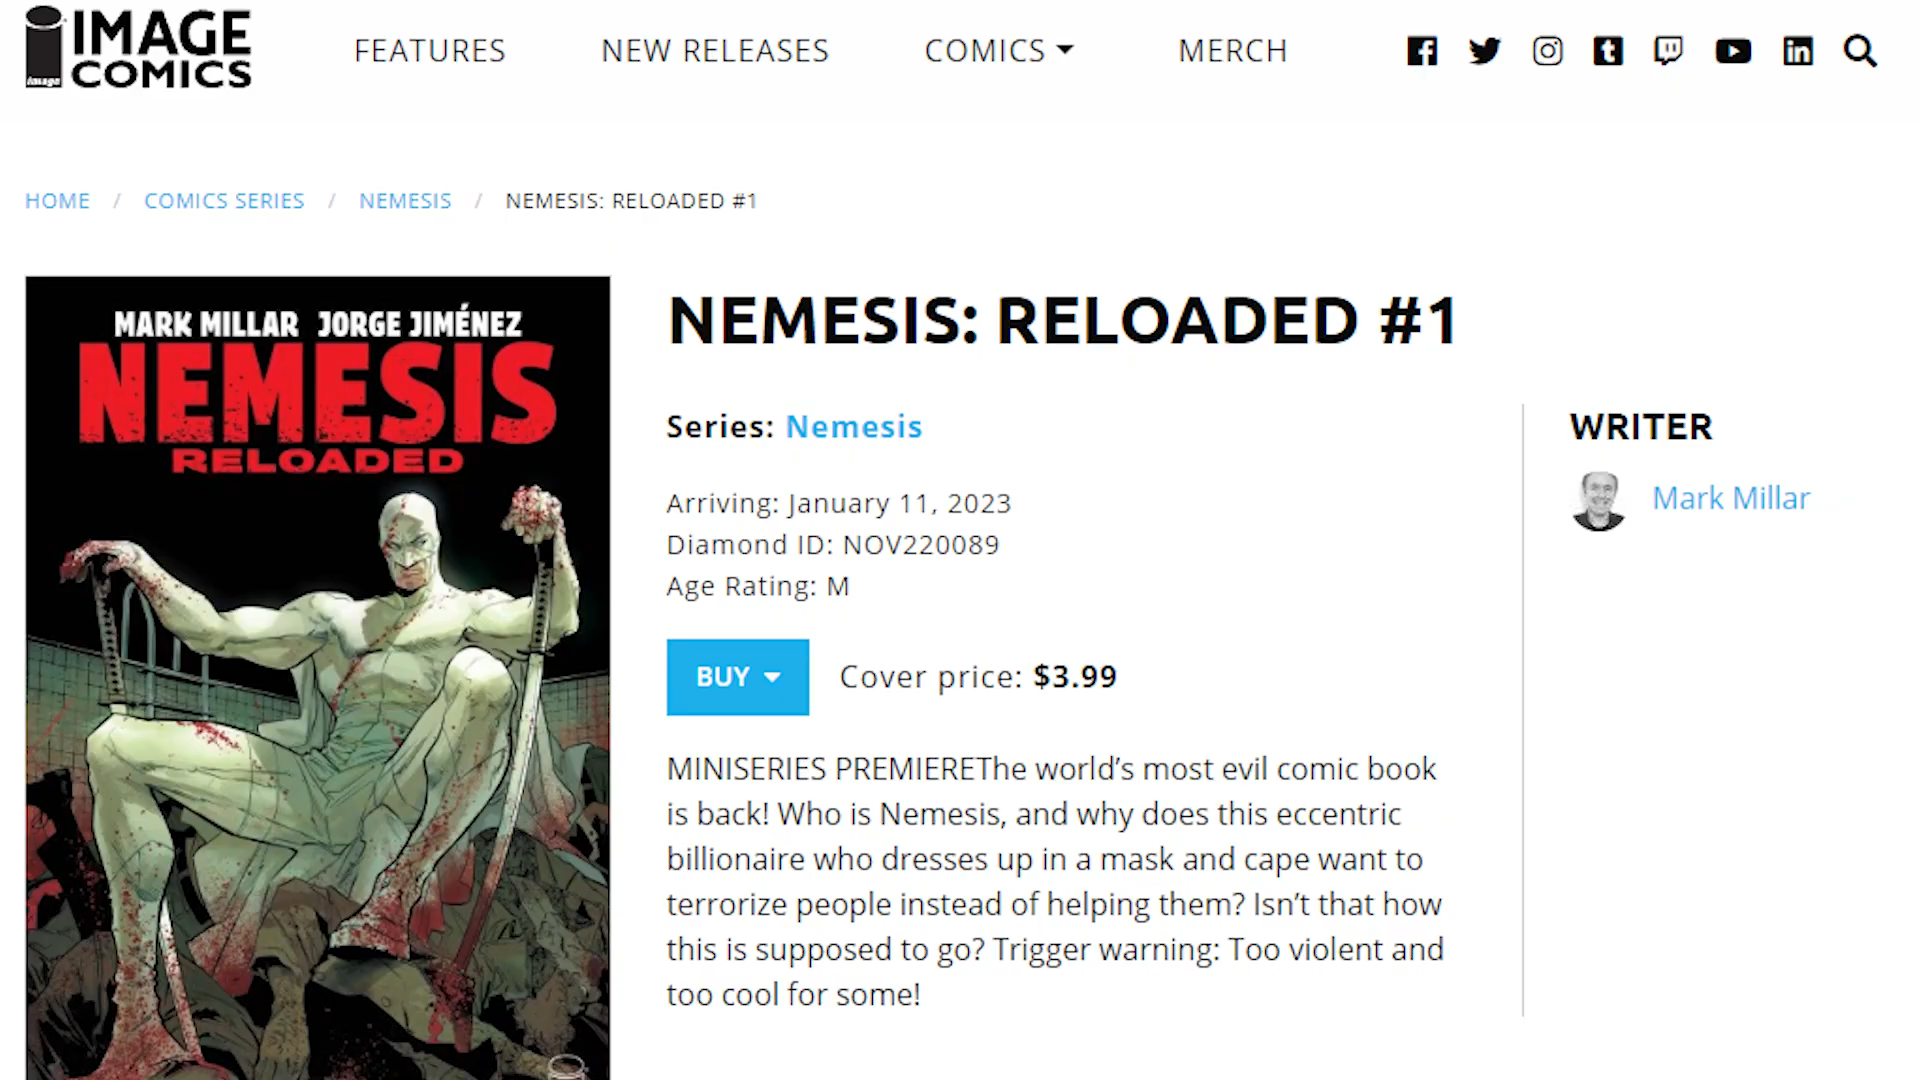 IMAGE
COMICS
image
FEATURES
NEW RELEASES
COMICS
MERCH
HOME / COMICS SERIES / NEMESIS / NEMESIS: RELOADED #1
MARK MILLAR JORGE JIMÉNEZ
NEMESIS
RELOADED
NEMESIS: RELOADED #1
Series: Nemesis
Arriving: January 11, 2023
Diamond ID: NOV220089
Age Rating: M
BUY
Cover price: $3.99
MINISERIES PREMIEREThe world’s most evil comic book
is back! Who is Nemesis, and why does this eccentric
billionaire who dresses up in a mask and cape want to
terrorize people instead of helping them? Isn’t that how
this is supposed to go? Trigger warning: Too violent and
too cool for some!
WRITER
Mark Millar